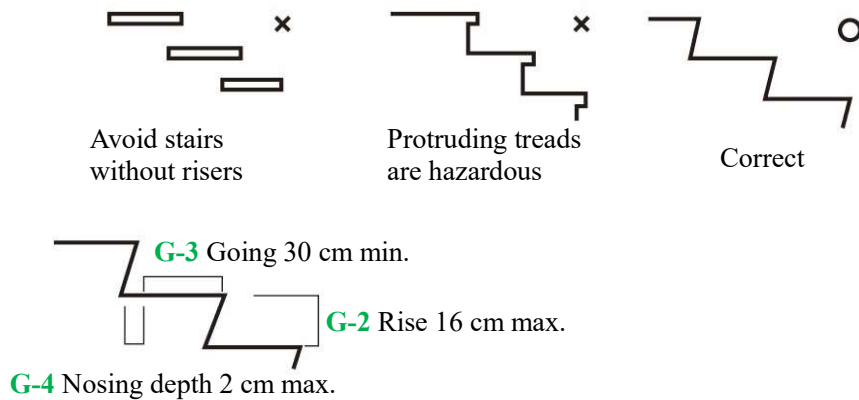 Avoid stairs
without risers
Protruding treads
are hazardous
Correct
G-3 Going 30 cm min.
G-2 Rise 16 cm max.
G-4 Nosing depth 2 cm max.